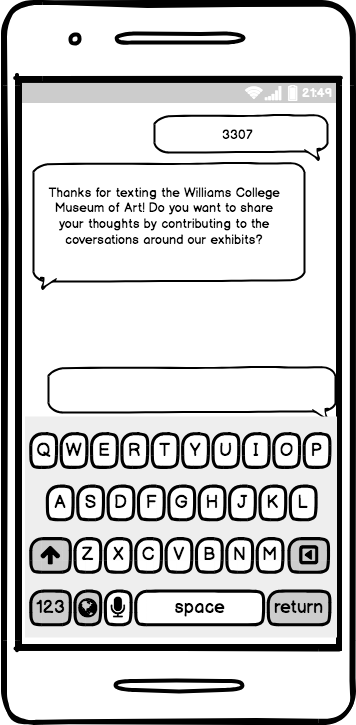 21:49
3307
Thanks for texting the Williams College
Museum of Art! Do you want to share
your thoughts by contributing to the
coversations around our exhibits?
Q W E R T Y U I O P
A S D F G H J K L
Z X C V B N M
123 space return